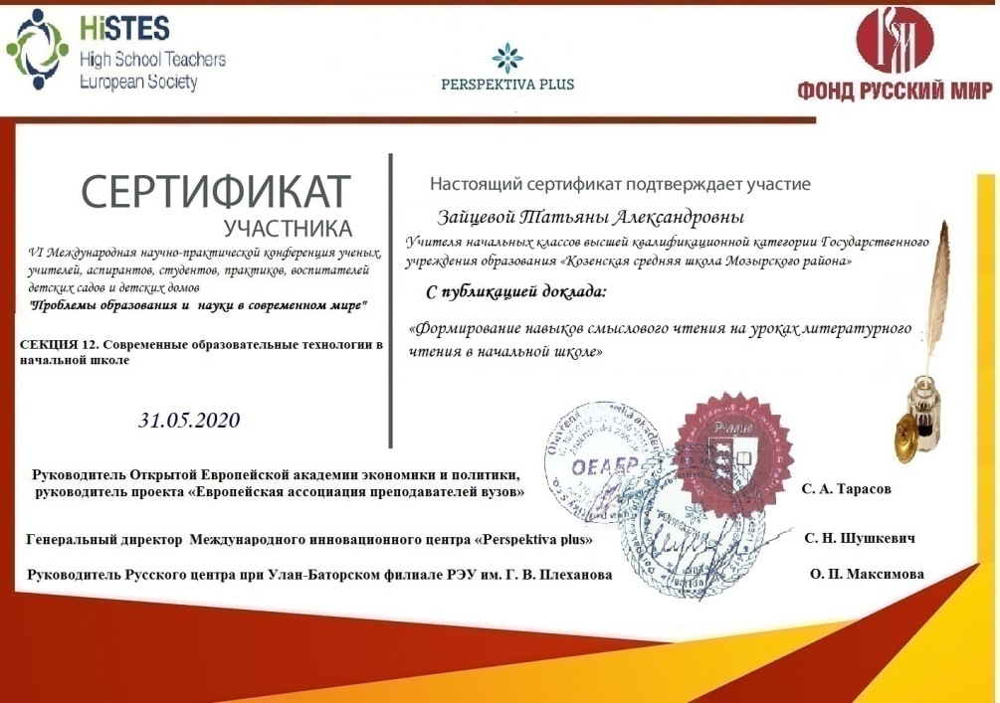 HiSTES
High School Teachers
European Society
PERSPEKTIVA PLUS
ФОНД РУССКИЙ МИР
СЕРТИФИКАТ
УЧАСТНИКА
VI Международная научно-практической конференция ученых,
учителей, аспирантов, студентов, практиков, воспитателей
детских садов и детских домов
"Проблемы образования и науки в современном мире"
СЕКЦИЯ 12. Современные образовательные технологии в
начальной школе
31.05.2020
Настоящий сертификат подтверждает участие
Зайцевой Татьяны Александровны
Учителя начальных классов высшей квалификационной категории Государственного
учреждения образования «Козенская средняя школа Мозырского района»
С публикацией доклада:
«Формирование навыков смыслового чтения на уроках литературного
чтения в начальной школе»
OEAEP
Prague
Руководитель Открытой Европейской академии экономики и политики,
руководитель проекта «Европейская ассоциация преподавателей вузов»
С. А. Тарасов
Генеральный директор Международного инновационного центра «Perspektiva plus»
С. Н. Шушкевич
Руководитель Русского центра при Улан-Баторском филиале РЭУ им. Г. В. Плеханова
О. П. Максимова